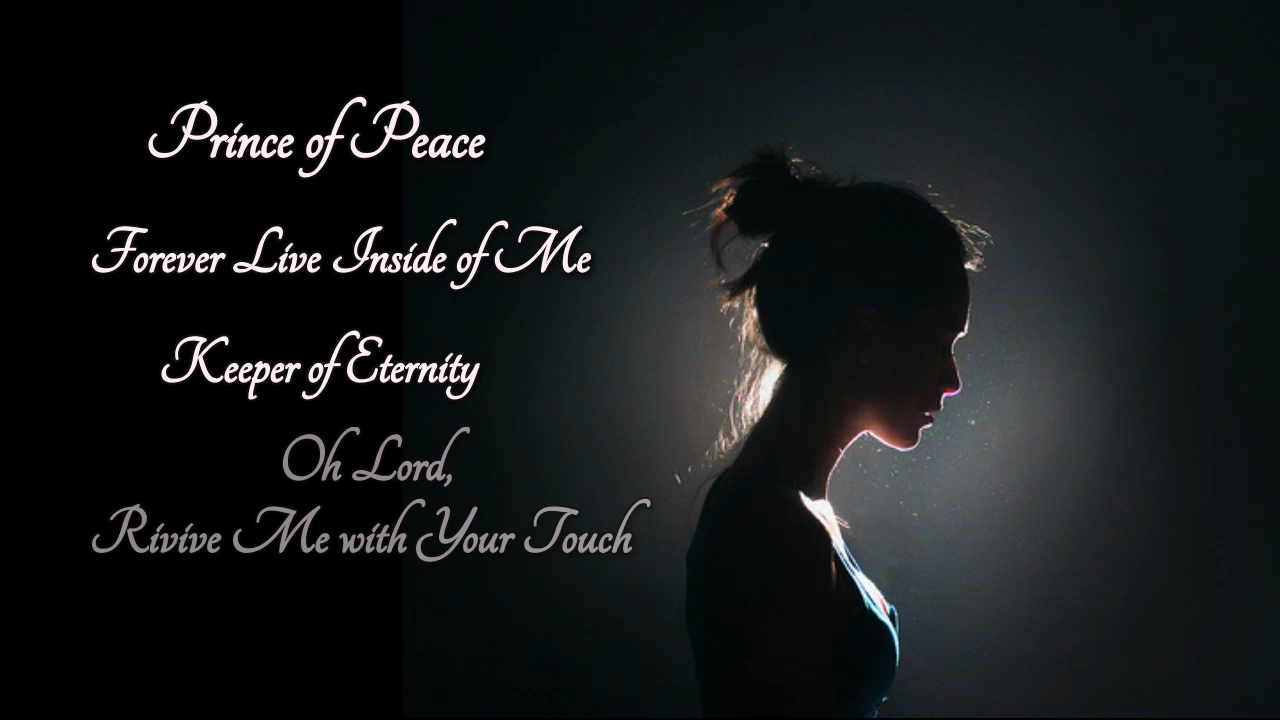 Prince of Peace
Forever Live Inside of Me
Keeper of Eternity
Oh Lord,
Rivive Me with Your Touch